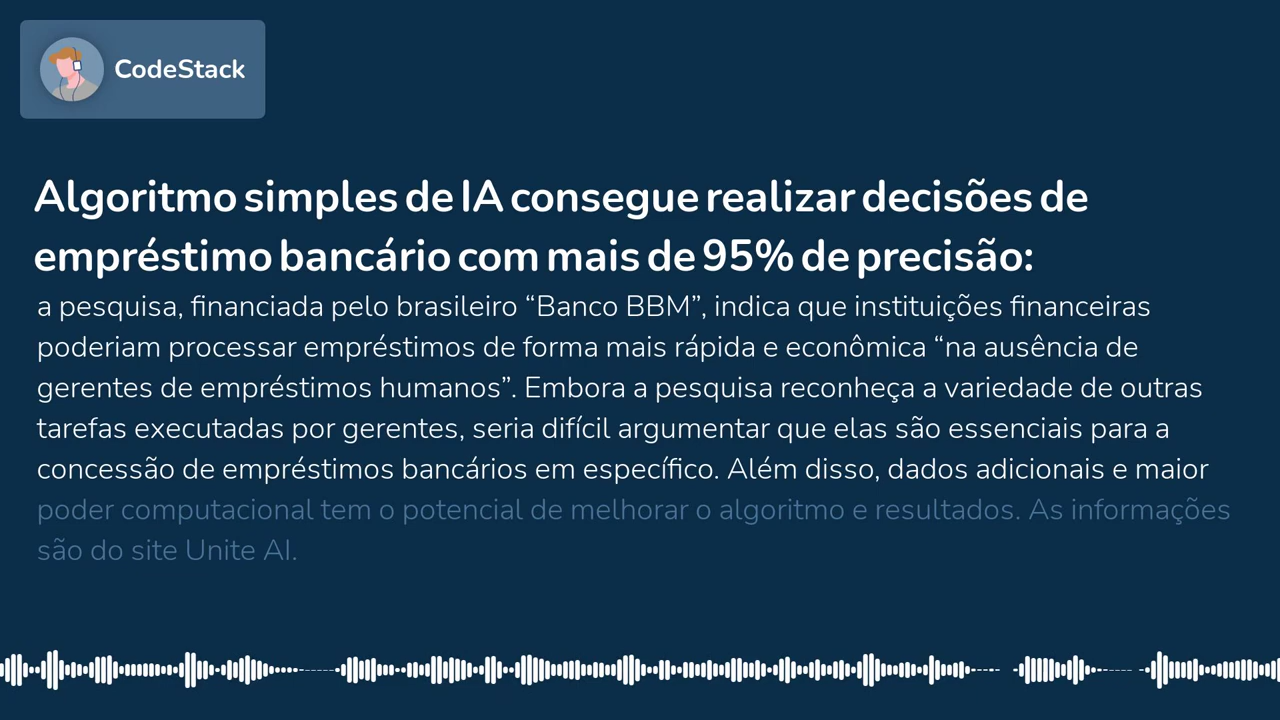 CodeStack
Algoritmo simples de IA consegue realizar decisões de
empréstimo bancário com mais de 95% de precisão:
a pesquisa, financiada pelo brasileiro “Banco BBM”, indica que instituições financeiras
poderiam processar empréstimos de forma mais rápida e econômica “na ausência de
gerentes de empréstimos humanos”. Embora a pesquisa reconheça a variedade de outras
tarefas executadas por gerentes, seria difícil argumentar que elas são essenciais para a
concessão de empréstimos bancários em específico. Além disso, dados adicionais e maior
poder computacional tem o potencial de melhorar o algoritmo e resultados. As informações
são do site Unite AI.